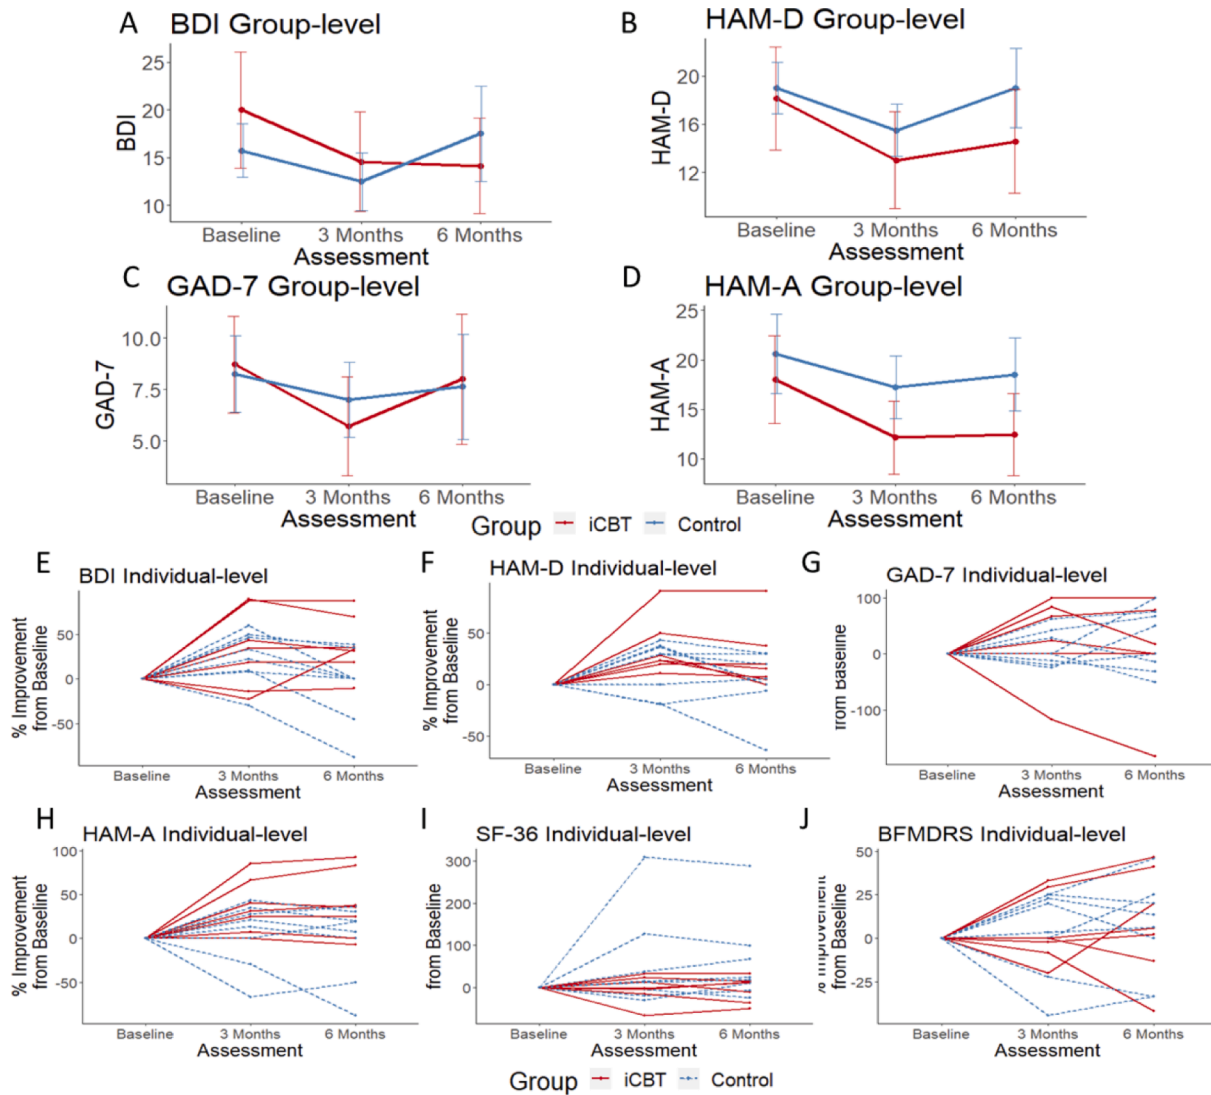 A BDI Group-level
25
20
15
10
BDI
Baseline 3 Months 6 Months
Assessment
B HAM-D Group-level
20
16
12
HAM-D
Baseline 3 Months 6 Months
Assessment
C GAD-7 Group-level
10.0
7.5
5.0
GAD-7
Baseline 3 Months 6 Months
Assessment
D HAM-A Group-level
25
20
15
10
HAM-A
Baseline 3 Months 6 Months
Assessment
Group iCBT Control
E BDI Individual-level
50
0
-50
% Improvement
from Baseline
Baseline 3 Months 6 Months
Assessment
F HAM-D Individual-level
50
0
-50
% Improvement
from Baseline
Baseline 3 Months 6 Months
Assessment
G GAD-7 Individual-level
100
0
-100
from Baseline
Baseline 3 Months 6 Months
Assessment
H HAM-A Individual-level
100
50
0
-50
% Improvement
from Baseline
Baseline 3 Months 6 Months
Assessment
I SF-36 Individual-level
300
200
100
0
from Baseline
Baseline 3 Months 6 Months
Assessment
J BFMDRS Individual-level
50
25
0
-25
% Improvement
from Baseline
Baseline 3 Months 6 Months
Assessment
Group iCBT Control